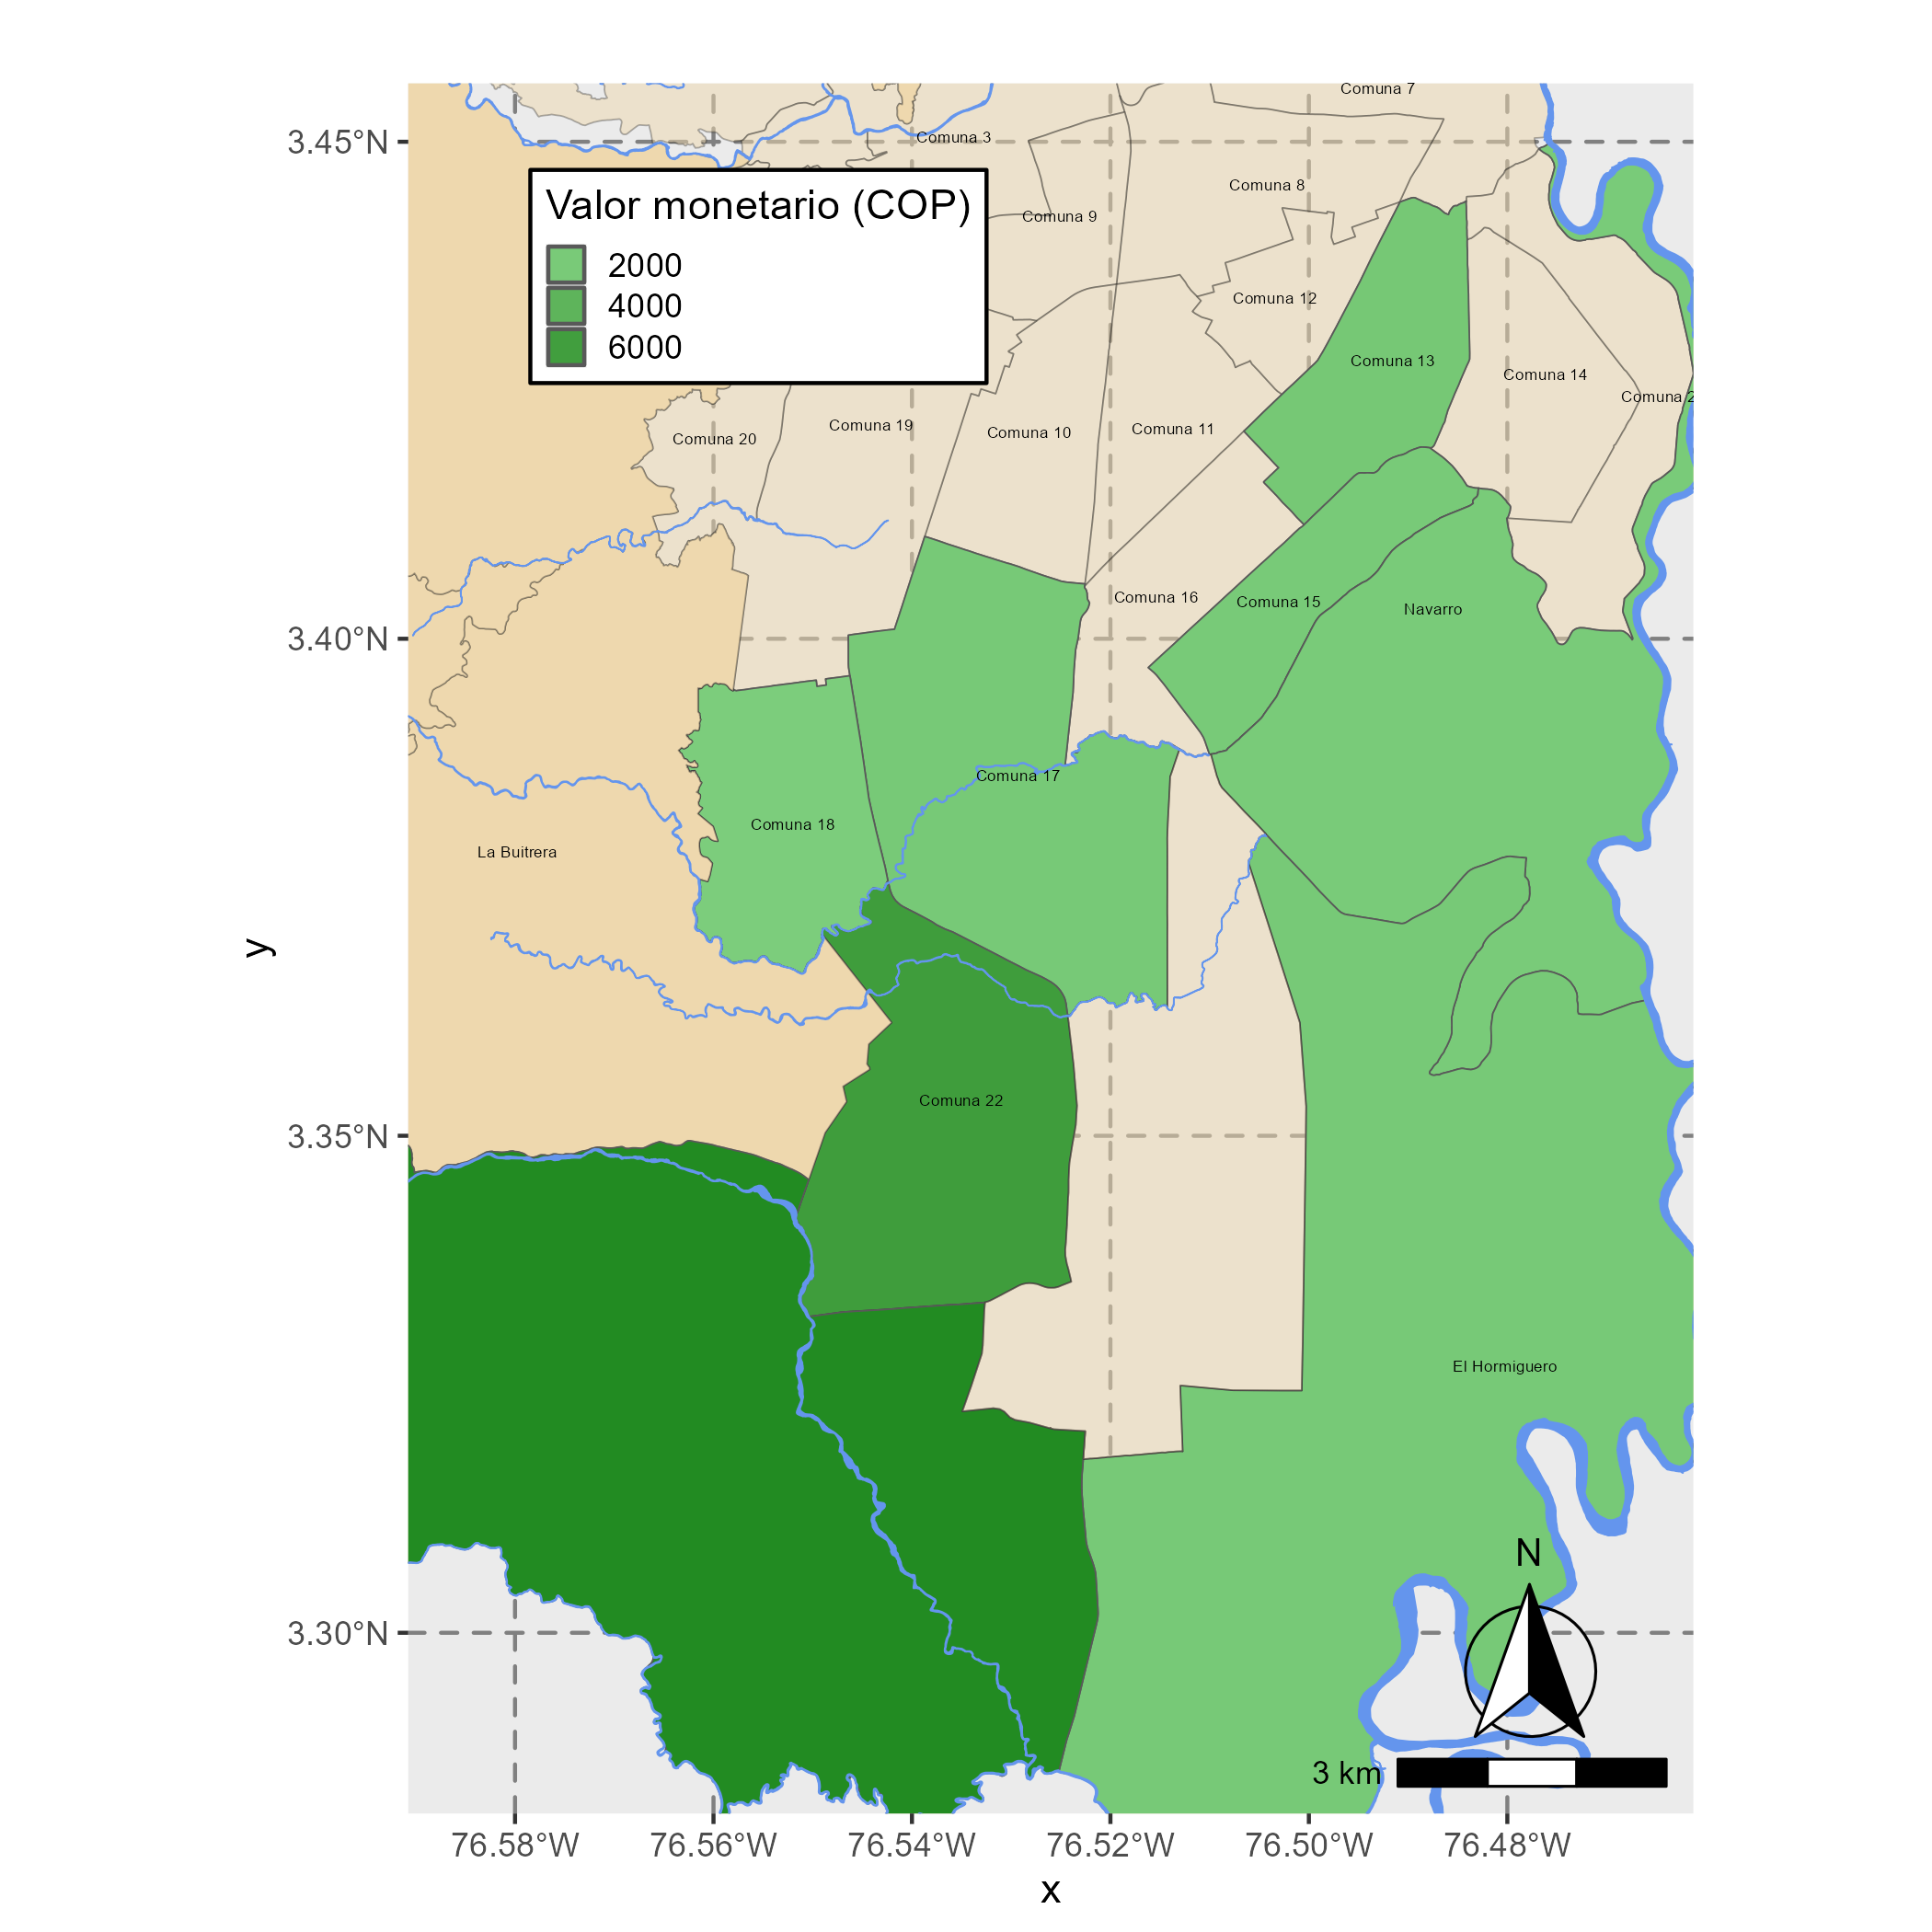 Comuna 7
3.45°N
Comuna 3
Valor monetario (COP)
2000
4000
6000
Comuna 8
Comuna 9
Comuna 12
Comuna 13
Comuna 14
Comuna 2
Comuna 20
Comuna 19
Comuna 10
Comuna 11
3.40°N
Comuna 16
Comuna 15
Navarro
Comuna 17
Comuna 18
La Buitrera
y
Comuna 22
3.35°N
El Hormiguero
N
3.30°N
3 km
76.58°W 76.56°W 76.54°W 76.52°W 76.50°W 76.48°W
x